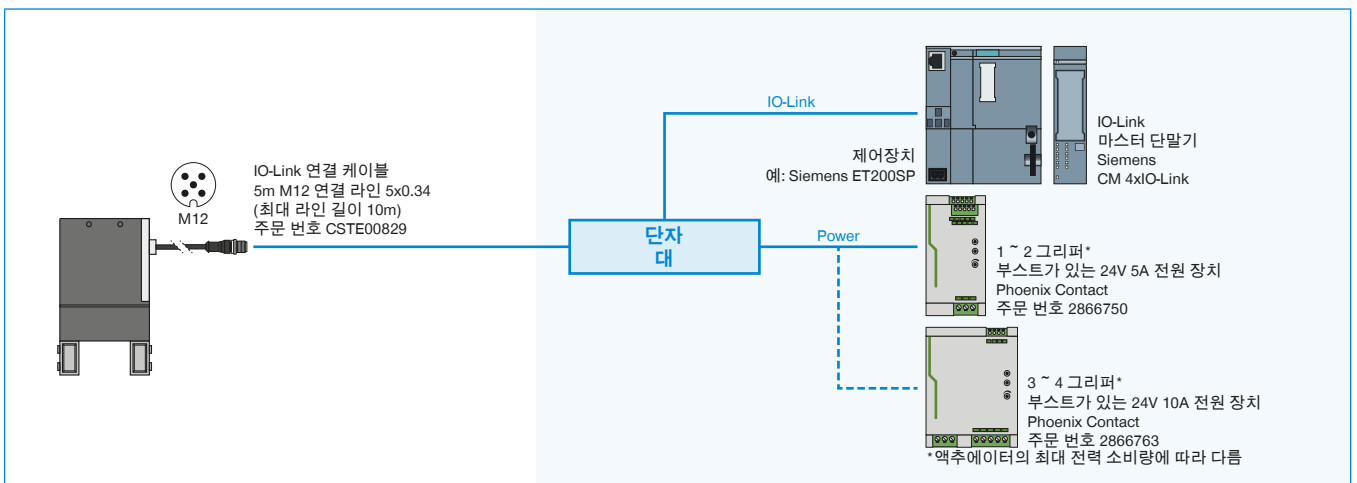 M12
IO-Link 연결 케이블
5m M12 연결 라인 5x0.34
(최대 라인 길이 10m)
주문 번호 CSTE00829
단자
대
IO-Link
Power
제어장치
예: Siemens ET200SP
IO-Link
마스터 단말기
Siemens
CM 4xIO-Link
1 ~ 2 그리퍼*
부스트가 있는 24V 5A 전원 장치
Phoenix Contact
주문 번호 2866750
3 ~ 4 그리퍼*
부스트가 있는 24V 10A 전원 장치
Phoenix Contact
주문 번호 2866763
*액추에이터의 최대 전력 소비량에 따라 다름